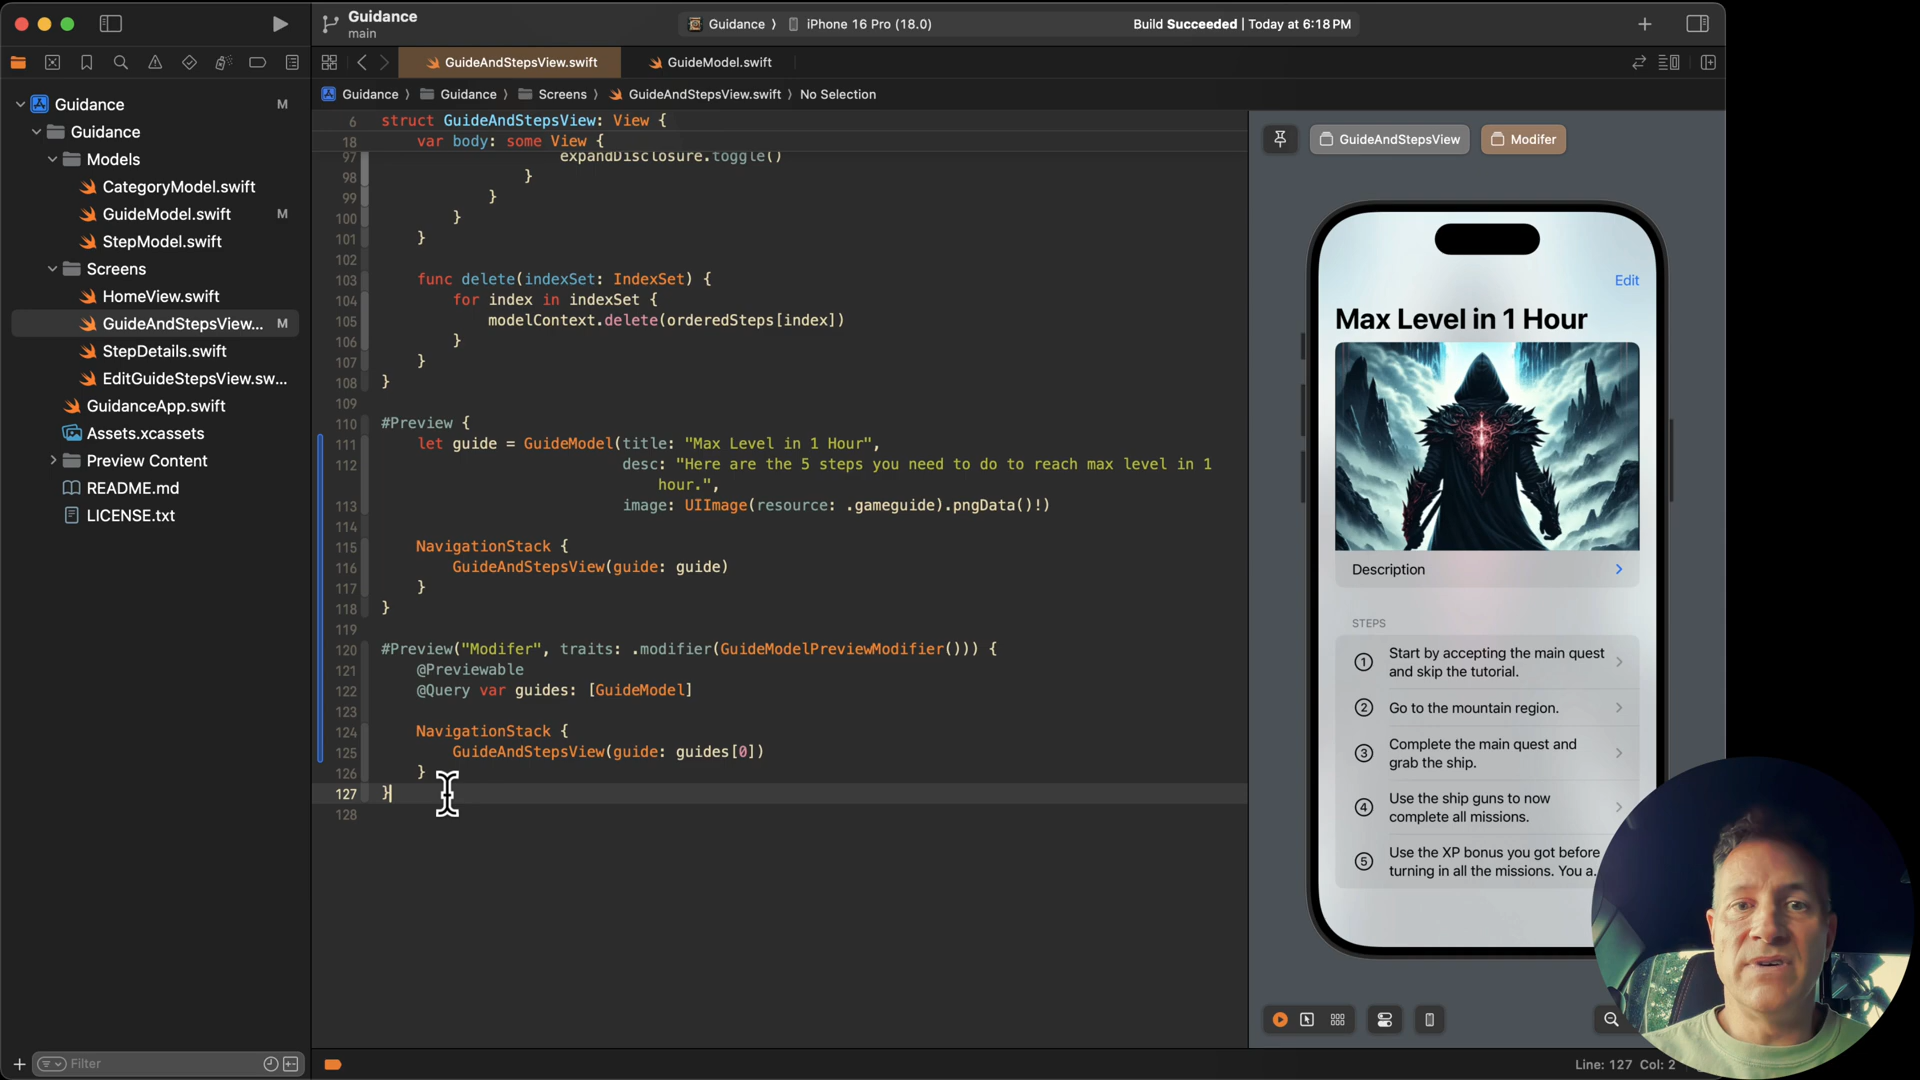 Guidance
main
Guidance
iPhone 16 Pro (18.0)
Build Succeeded | Today at 6:18 PM
GuideAndStepsView.swift
GuideModel.swift
Guidance
Guidance
Screens
GuideAndStepsView.swift
No Selection
Guidance M
Guidance
Models
CategoryModel.swift
GuideModel.swift M
StepModel.swift
Screens
HomeView.swift
GuideAndStepsView... M
StepDetails.swift
EditGuideStepsView.sw...
GuidanceApp.swift
Assets.xcassets
Preview Content
README.md
LICENSE.txt
Filter
6 struct GuideAndStepsView: View {
18 var body: some View {
97 expandDisclosure.toggle()
98 }
99 }
100 }
101 }
102
103 func delete(indexSet: IndexSet) {
104 for index in indexSet {
105 modelContext.delete(orderedSteps[index])
106 }
107 }
108 }
109
110 #Preview {
111 let guide = GuideModel(title: "Max Level in 1 Hour",
112 desc: "Here are the 5 steps you need to do to reach max level in 1
hour.",
113 image: UIImage(resource: .gameguide).pngData()!)
114
115 NavigationStack {
116 GuideAndStepsView(guide: guide)
117 }
118 }
119
120 #Preview("Modifer", traits: .modifier(GuideModelPreviewModifier())) {
121 @Previewable
122 @Query var guides: [GuideModel]
123
124 NavigationStack {
125 GuideAndStepsView(guide: guides[0])
126 }
127 }
128
GuideAndStepsView
Modifer
Edit
Max Level in 1 Hour
Description
STEPS
1 Start by accepting the main quest
and skip the tutorial.
2 Go to the mountain region.
3 Complete the main quest and
grab the ship.
4 Use the ship guns to now
complete all missions.
5 Use the XP bonus you got before
turning in all the missions. You a..
Line: 127 Col: 2